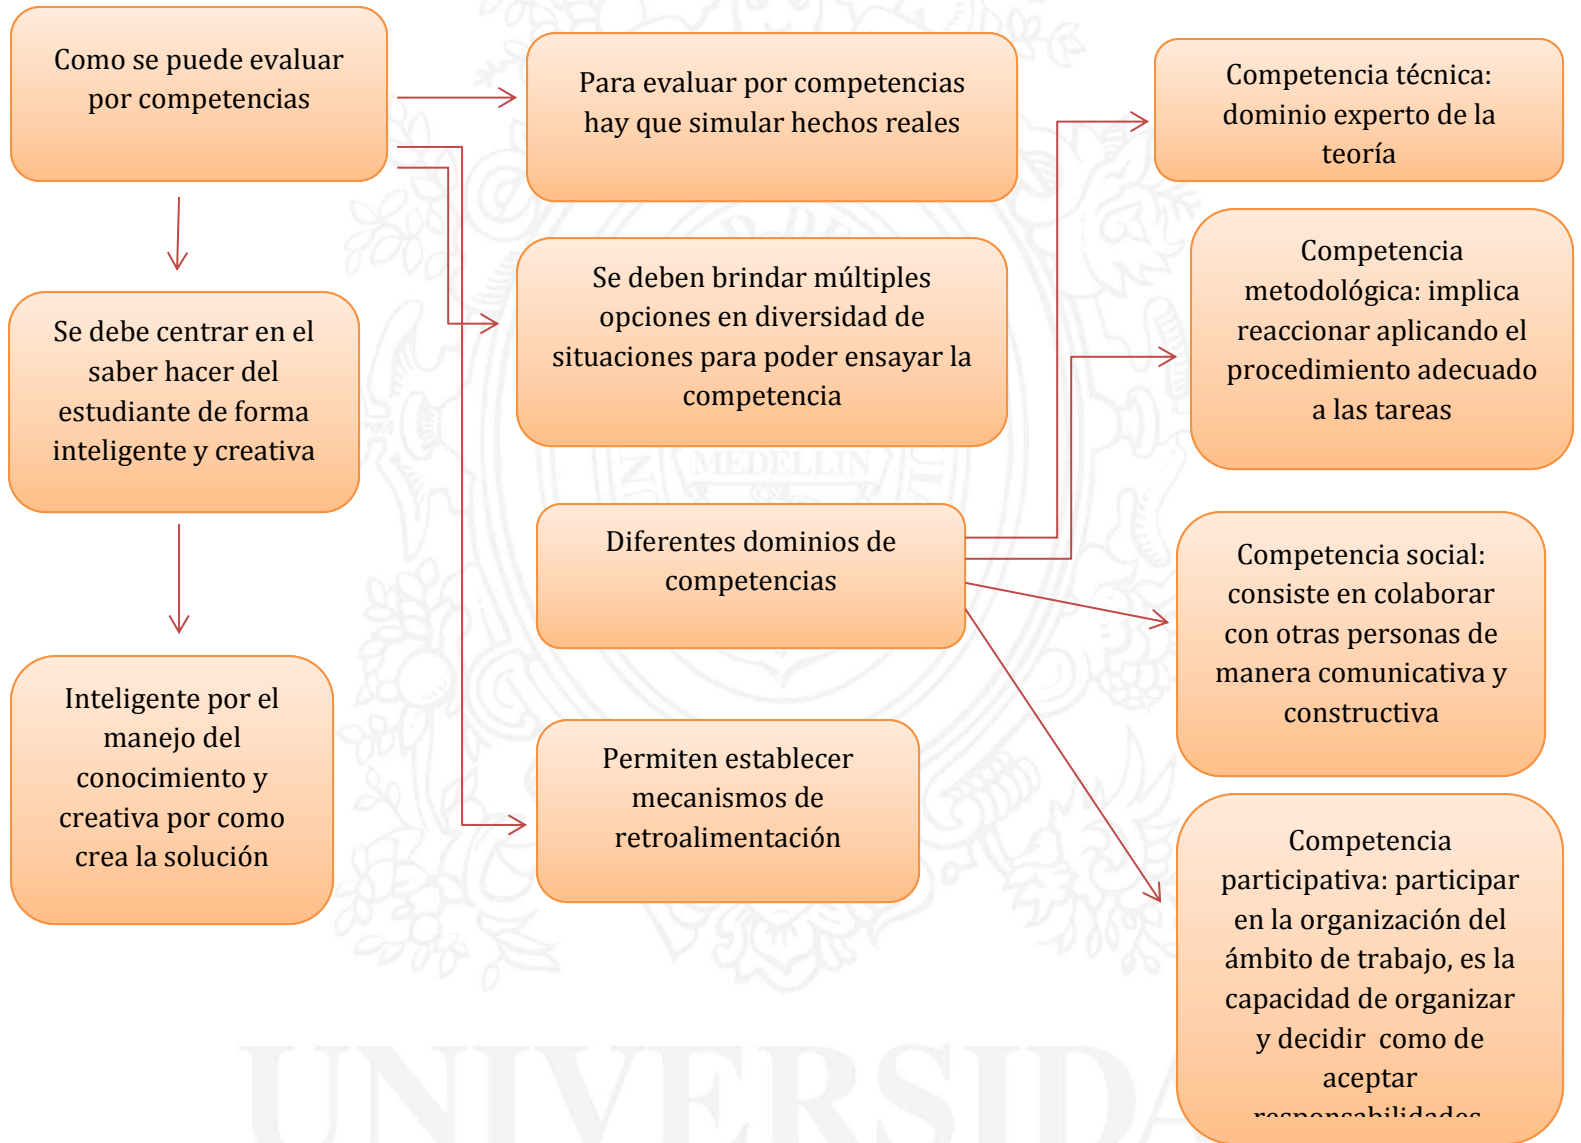 Como se puede evaluar
por competencias
Se debe centrar en el
saber hacer del
estudiante de forma
inteligente y creativa
Inteligente por el
manejo del
conocimiento y
creativa por como
crea la solución
Para evaluar por competencias
hay que simular hechos reales
Se deben brindar múltiples
opciones en diversidad de
situaciones para poder ensayar la
competencia
Diferentes dominios de
competencias
Permiten establecer
mecanismos de
retroalimentación
Competencia técnica:
dominio experto de la
teoría
Competencia
metodológica: implica
reaccionar aplicando el
procedimiento adecuado
a las tareas
Competencia social:
consiste en colaborar
con otras personas de
manera comunicativa y
constructiva
Competencia
participativa: participar
en la organización del
ámbito de trabajo, es la
capacidad de organizar
y decidir  como de
aceptar
responsabilidades
D DE
MEDELLIN
UNIVERSIDA